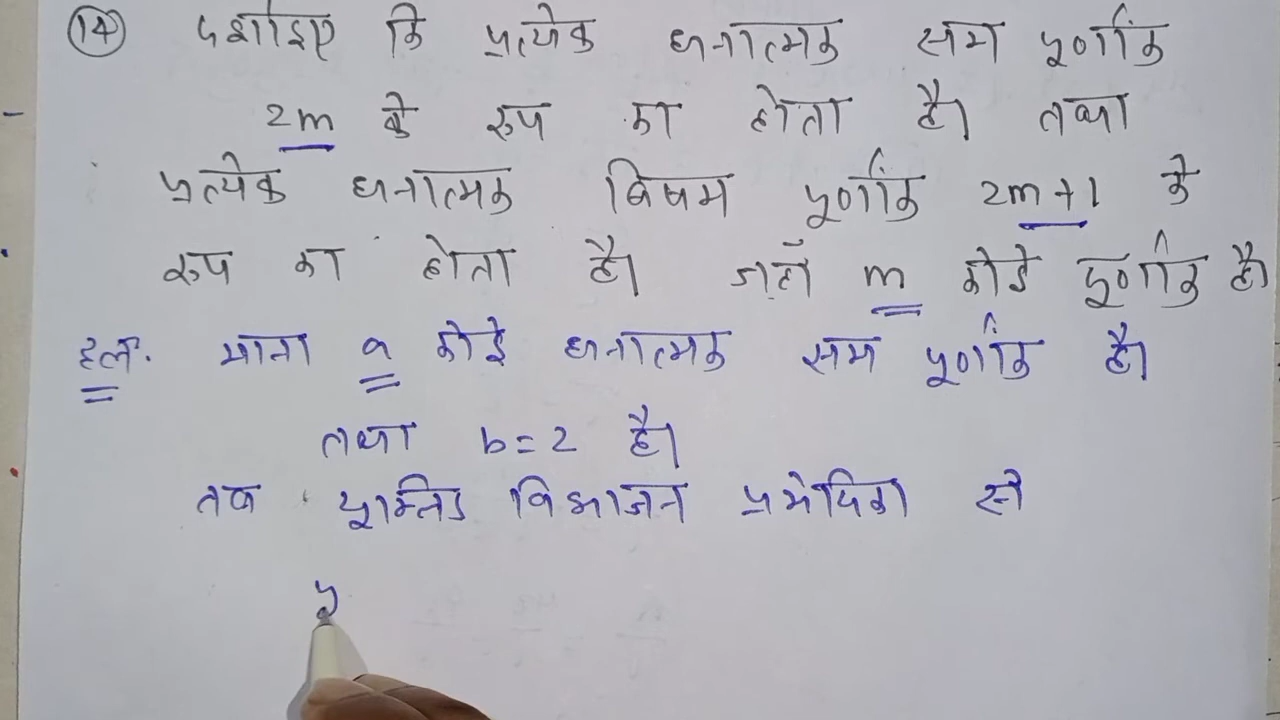 14 दर्शाइए कि प्रत्येक धनात्मक सम पूर्णांक
2m के रूप का होता है। तथा
प्रत्येक धनात्मक विषम पूर्णांक 2m+1 के
रूप का होता है। जहाँ m कोई पूर्णांक है।
हल. माना a कोई धनात्मक सम पूर्णांक है।
तथा b=2 है।
तब यूक्लिड विभाजन प्रमेयिका से